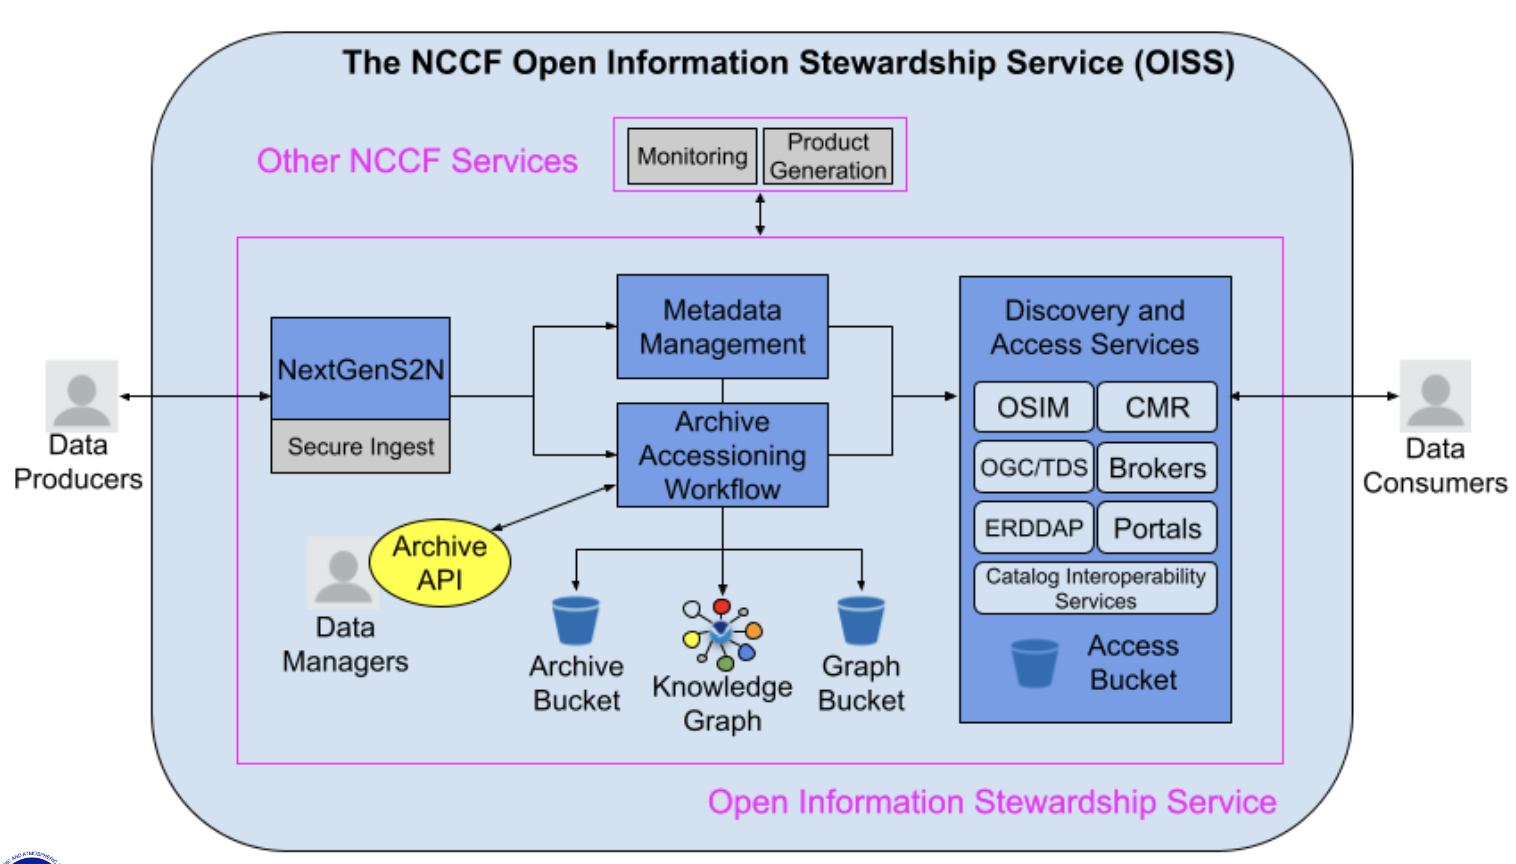 The NCCF Open Information Stewardship Service (OISS)
Other NCCF Services
Monitoring
Product
Generation
NextGenS2N
Secure Ingest
Metadata
Management
Archive
Accessioning
Workflow
Discovery and
Access Services
OSIM
CMR
OGC/TDS
Brokers
ERDDAP
Portals
Catalog Interoperability
Services
Access
Bucket
Data
Producers
Data
Consumers
Archive
API
Data
Managers
Archive
Bucket
Knowledge
Graph
Graph
Bucket
Open Information Stewardship Service
AND ATMOSPHERIC